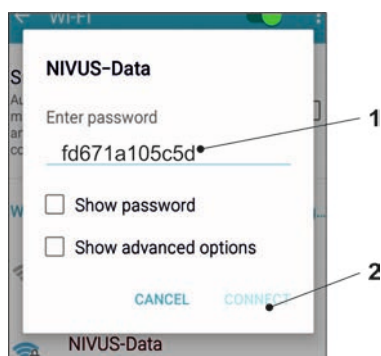 WI-FI
NIVUS-Data
Enter password
fd671a105c5d
1
Show password
Show advanced options
2
CANCEL CONNECT
NIVUS-Data